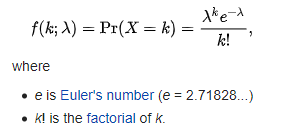 f(k; λ) = Pr(X = k) = λ^k e^{−λ} / k!,
where
• e is Euler's number (e = 2.71828...)
• k! is the factorial of k.